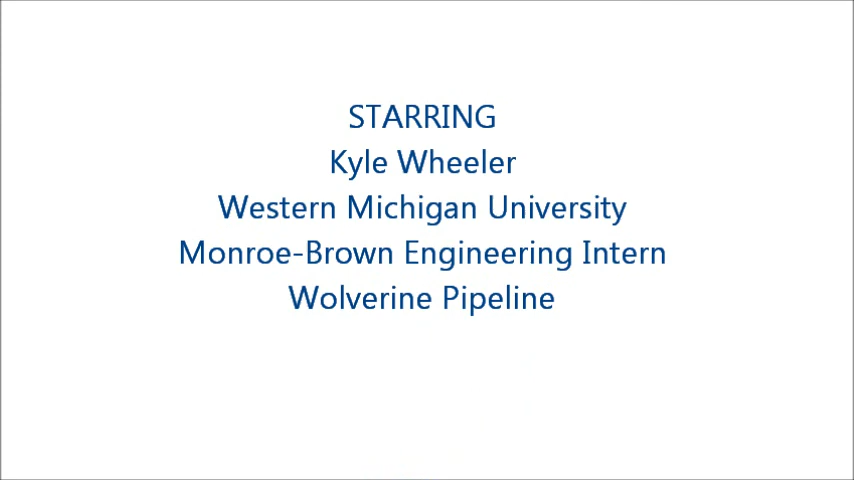 STARRING
Kyle Wheeler
Western Michigan University
Monroe-Brown Engineering Intern
Wolverine Pipeline